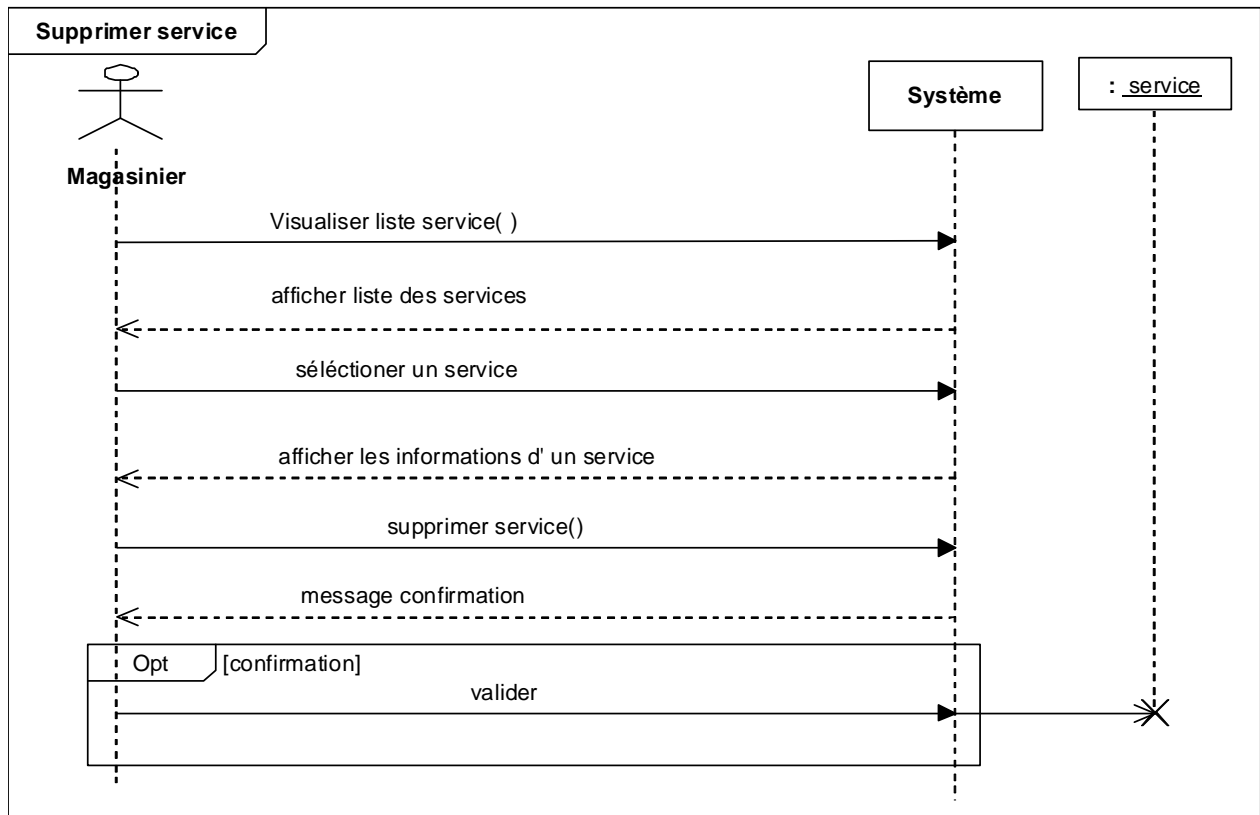 Supprimer service
Système
: service
Magasinier
Visualiser liste service( )
afficher liste des services
séléctioner un service
afficher les informations d' un service
supprimer service()
message confirmation
Opt [confirmation]
valider